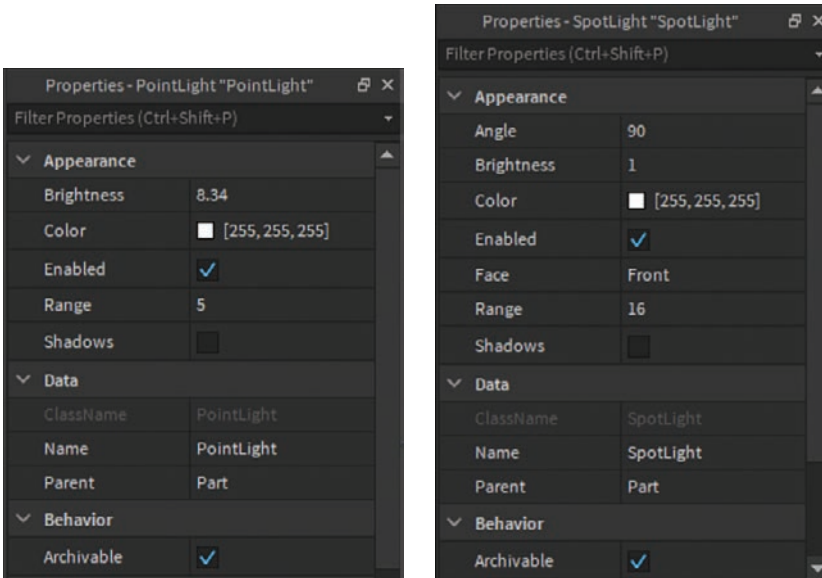 Properties - PointLight "PointLight"
Filter Properties (Ctrl+Shift+P)
Appearance
Brightness 8.34
Color [255, 255, 255]
Enabled
Range 5
Shadows
Data
ClassName PointLight
Name PointLight
Parent Part
Behavior
Archivable
Properties - SpotLight "SpotLight"
Filter Properties (Ctrl+Shift+P)
Appearance
Angle 90
Brightness 1
Color [255, 255, 255]
Enabled
Face Front
Range 16
Shadows
Data
ClassName SpotLight
Name SpotLight
Parent Part
Behavior
Archivable